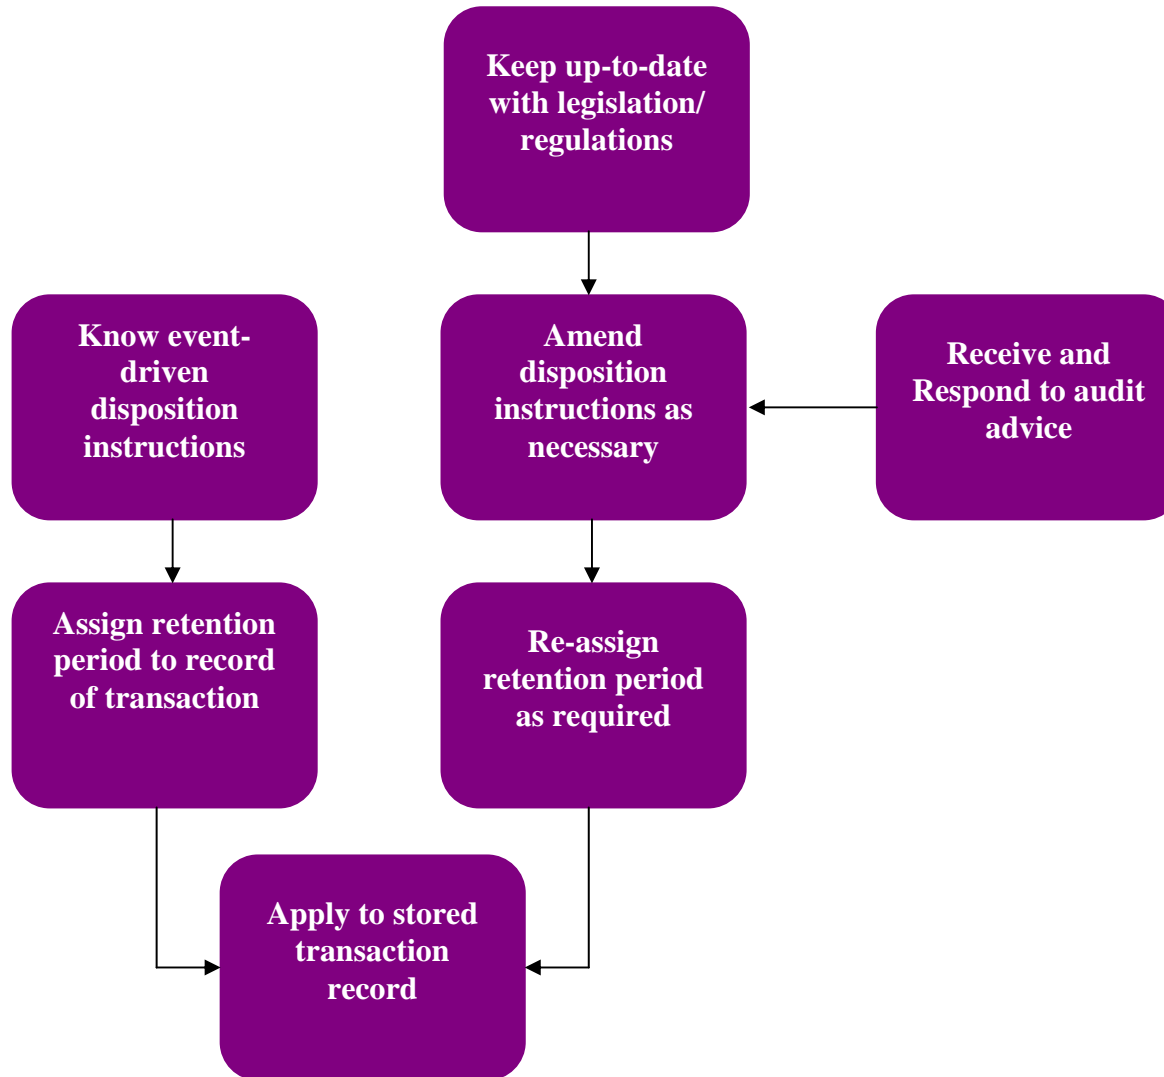 Keep up-to-date
with legislation/
regulations
Know event-
driven
disposition
instructions
Amend
disposition
instructions as
necessary
Receive and
Respond to audit
advice
Assign retention
period to record
of transaction
Re-assign
retention period
as required
Apply to stored
transaction
record